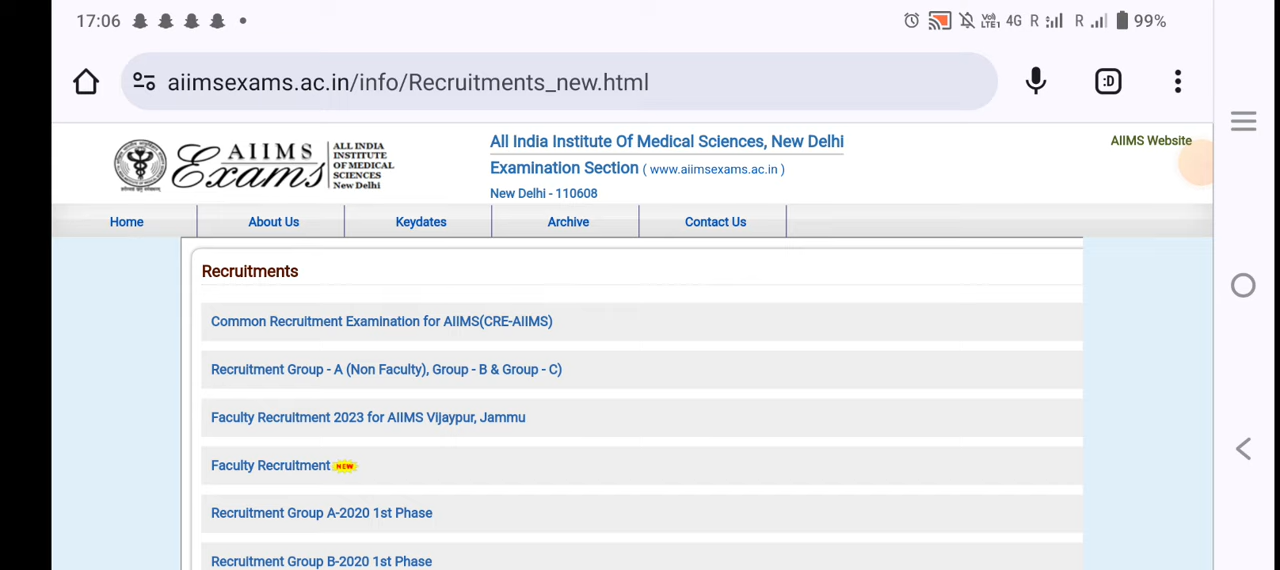 17:06
Vo) LTE1 4G R R 99%
aiimsexams.ac.in/info/Recruitments_new.html
:D
AIIMS Exams
ALL INDIA
INSTITUTE
OF MEDICAL
SCIENCES
New Delhi
All India Institute Of Medical Sciences, New Delhi
Examination Section ( www.aiimsexams.ac.in )
New Delhi - 110608
AIIMS Website
Home About Us Keydates Archive Contact Us
Recruitments
Common Recruitment Examination for AIIMS(CRE-AIIMS)
Recruitment Group - A (Non Faculty), Group - B & Group - C)
Faculty Recruitment 2023 for AIIMS Vijaypur, Jammu
Faculty Recruitment NEW
Recruitment Group A-2020 1st Phase
Recruitment Group B-2020 1st Phase